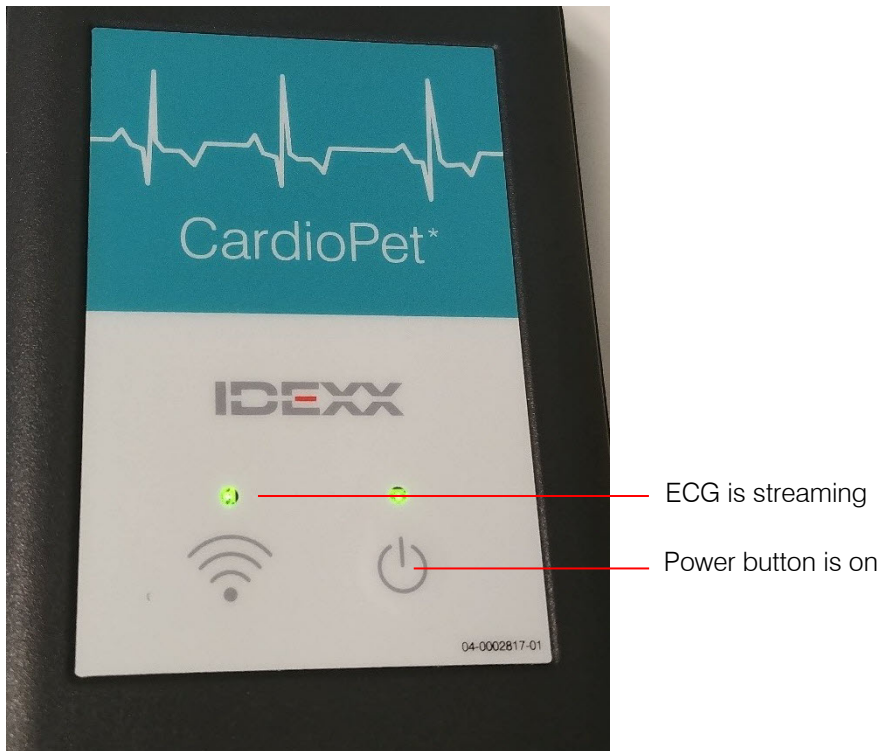 CardioPet*
IDEXX
ECG is streaming
Power button is on
04-0002817-01